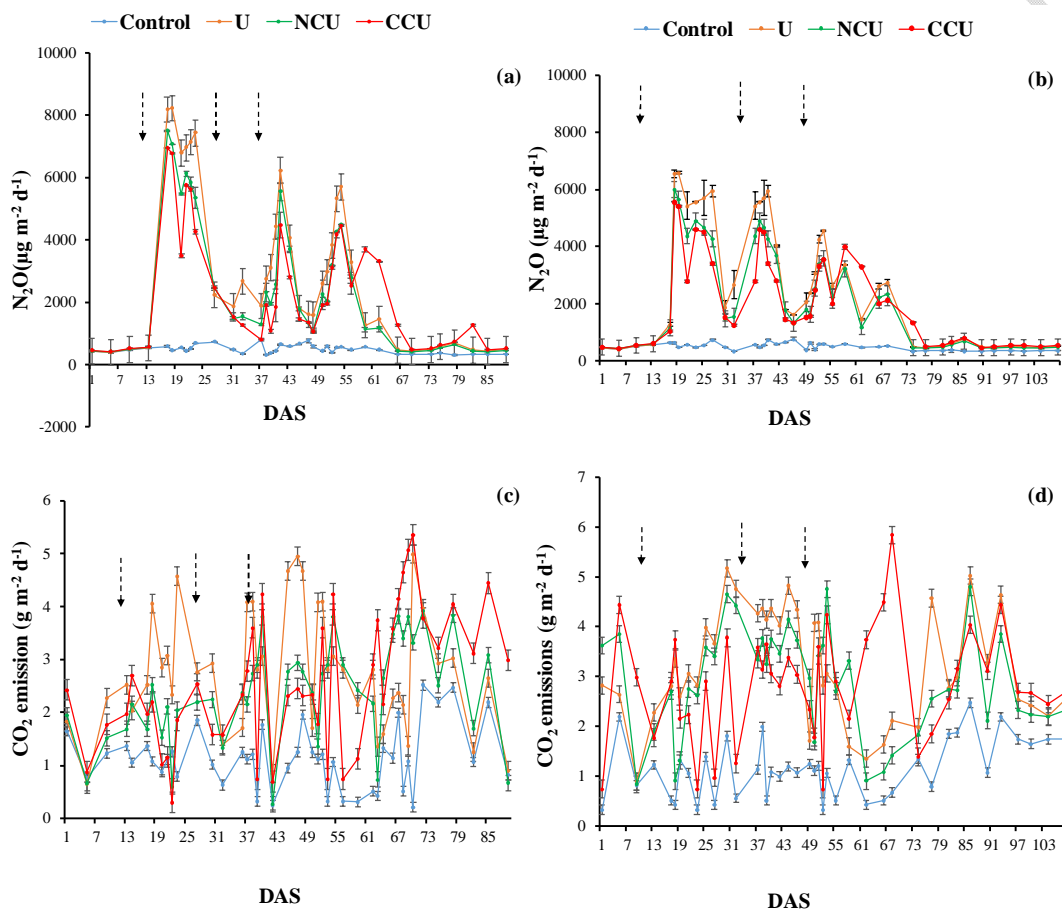 Control U NCU CCU
(a)
N₂O(µg m⁻² d⁻¹)
10000
8000
6000
4000
2000
0
-2000
1 7 13 19 25 31 37 43 49 55 61 67 73 79 85
DAS
Control U NCU CCU
(b)
N₂O (µg m⁻² d⁻¹)
10000
8000
6000
4000
2000
0
1 7 13 19 25 31 37 43 49 55 61 67 73 79 85 91 97 103
DAS
(c)
CO₂ emission (g m⁻² d⁻¹)
6
5
4
3
2
1
0
1 7 13 19 25 31 37 43 49 55 61 67 73 79 85
DAS
(d)
CO₂ emissions (g m⁻² d⁻¹)
7
6
5
4
3
2
1
0
1 7 13 19 25 31 37 43 49 55 61 67 73 79 85 91 97 103
DAS